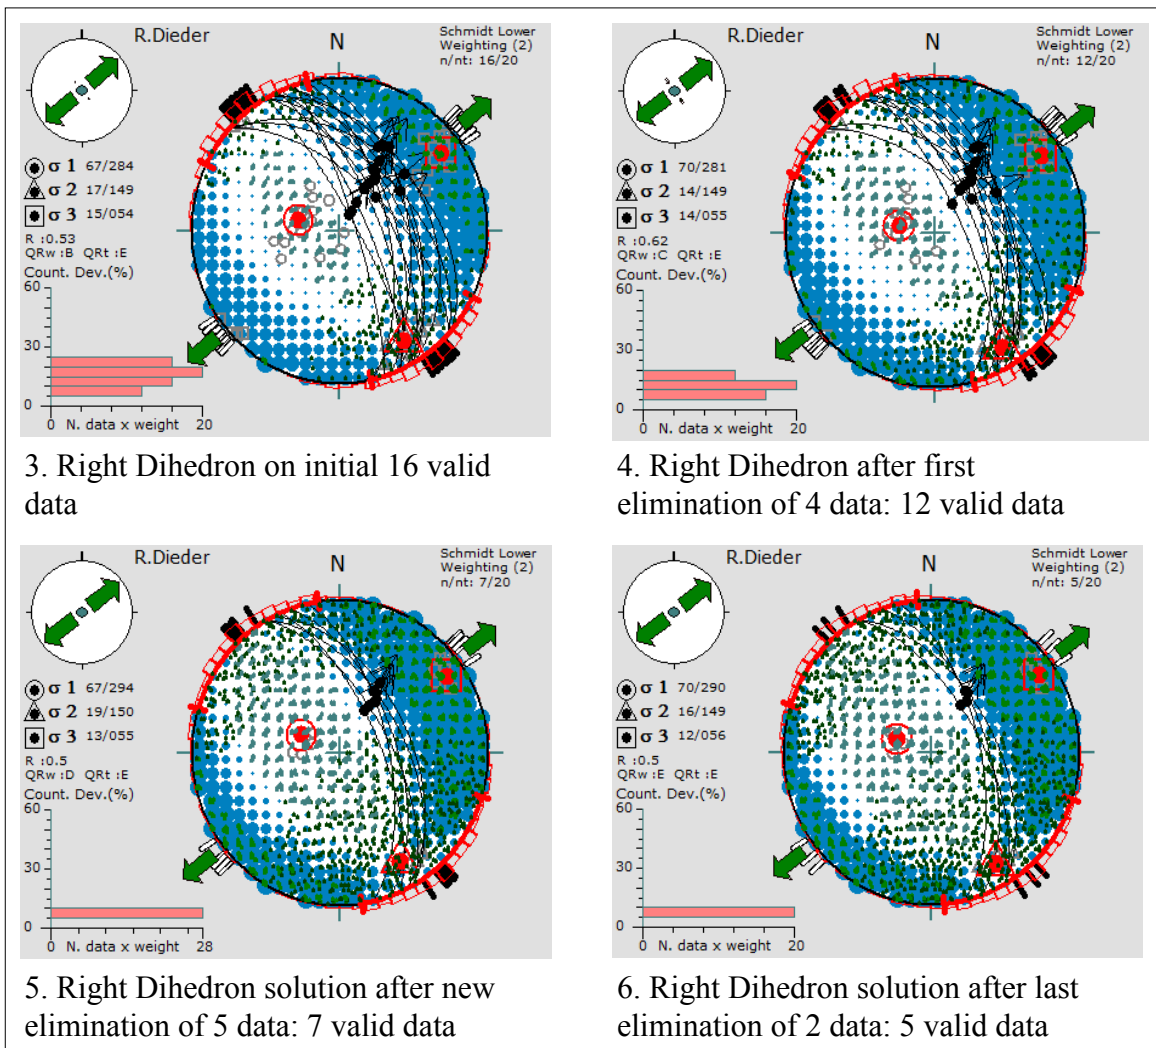 R.Dieder
N
Schmidt Lower
Weighting (2)
n/nt: 16/20
σ 1 67/284
σ 2 17/149
σ 3 15/054
R :0.53
QRw :B QRt :E
Count. Dev.(%)
60
30
0
0 N. data x weight 20
3. Right Dihedron on initial 16 valid
data
R.Dieder
N
Schmidt Lower
Weighting (2)
n/nt: 12/20
σ 1 70/281
σ 2 14/149
σ 3 14/055
R :0.62
QRw :C QRt :E
Count. Dev.(%)
60
30
0
0 N. data x weight 20
4. Right Dihedron after first
elimination of 4 data: 12 valid data
R.Dieder
N
Schmidt Lower
Weighting (2)
n/nt: 7/20
σ 1 67/294
σ 2 19/150
σ 3 13/055
R :0.5
QRw :D QRt :E
Count. Dev.(%)
60
30
0
0 N. data x weight 28
5. Right Dihedron solution after new
elimination of 5 data: 7 valid data
R.Dieder
N
Schmidt Lower
Weighting (2)
n/nt: 5/20
σ 1 70/290
σ 2 16/149
σ 3 12/056
R :0.5
QRw :E QRt :E
Count. Dev.(%)
60
30
0
0 N. data x weight 20
6. Right Dihedron solution after last
elimination of 2 data: 5 valid data